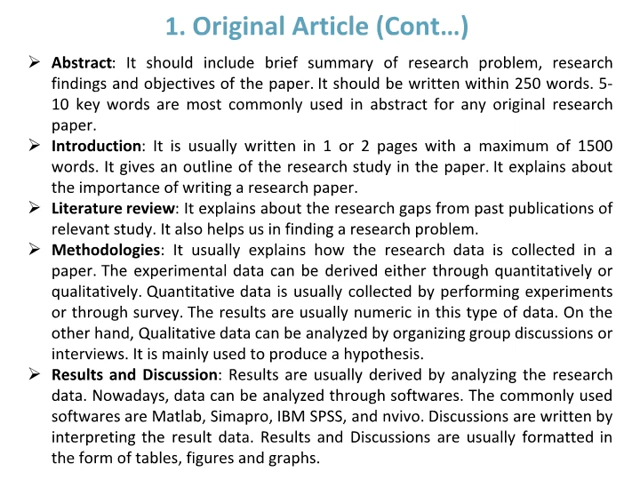 1. Original Article (Cont…)
➢ Abstract: It should include brief summary of research problem, research
findings and objectives of the paper. It should be written within 250 words. 5-
10 key words are most commonly used in abstract for any original research
paper.
➢ Introduction: It is usually written in 1 or 2 pages with a maximum of 1500
words. It gives an outline of the research study in the paper. It explains about
the importance of writing a research paper.
➢ Literature review: It explains about the research gaps from past publications of
relevant study. It also helps us in finding a research problem.
➢ Methodologies: It usually explains how the research data is collected in a
paper. The experimental data can be derived either through quantitatively or
qualitatively. Quantitative data is usually collected by performing experiments
or through survey. The results are usually numeric in this type of data. On the
other hand, Qualitative data can be analyzed by organizing group discussions or
interviews. It is mainly used to produce a hypothesis.
➢ Results and Discussion: Results are usually derived by analyzing the research
data. Nowadays, data can be analyzed through softwares. The commonly used
softwares are Matlab, Simapro, IBM SPSS, and nvivo. Discussions are written by
interpreting the result data. Results and Discussions are usually formatted in
the form of tables, figures and graphs.